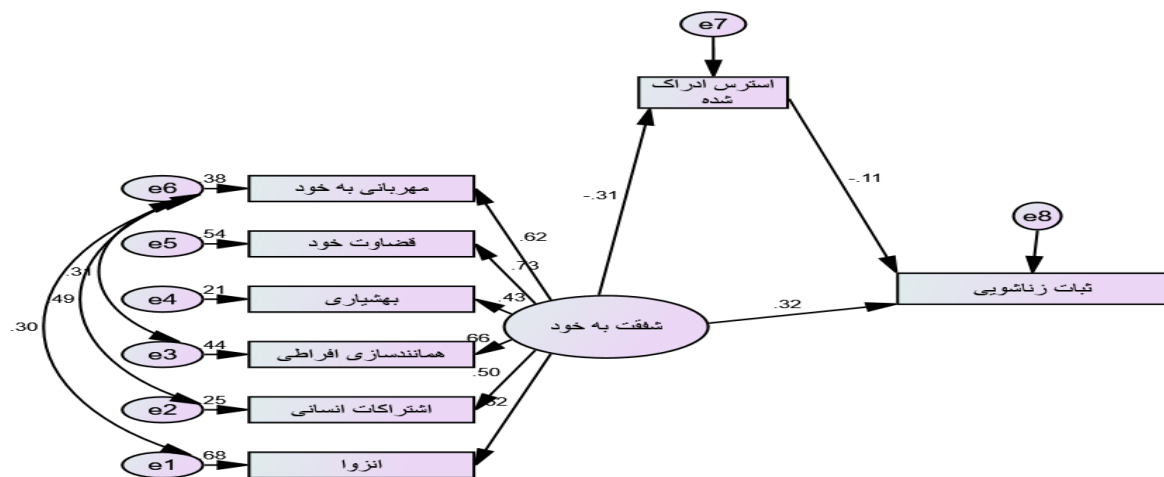 e7
استرس ادراک
شده
-.31
-.11
e8
ثبات زناشویی
.32
شفقت به خود
e6
38
مهربانی به خود
.62
e5
54
قضاوت خود
.73
e4
21
بهشیاری
.43
e3
44
همانندسازی افراطی
66
e2
25
اشتراکات انسانی
.50
e1
68
انزوا
.31
.49
.30